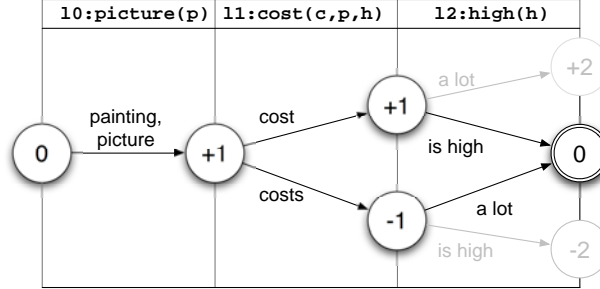 l0:picture(p) l1:cost(c,p,h) l2:high(h)
+2
a lot
+1
painting,
picture
cost
is high
0
+1
0
costs
a lot
-1
is high
-2